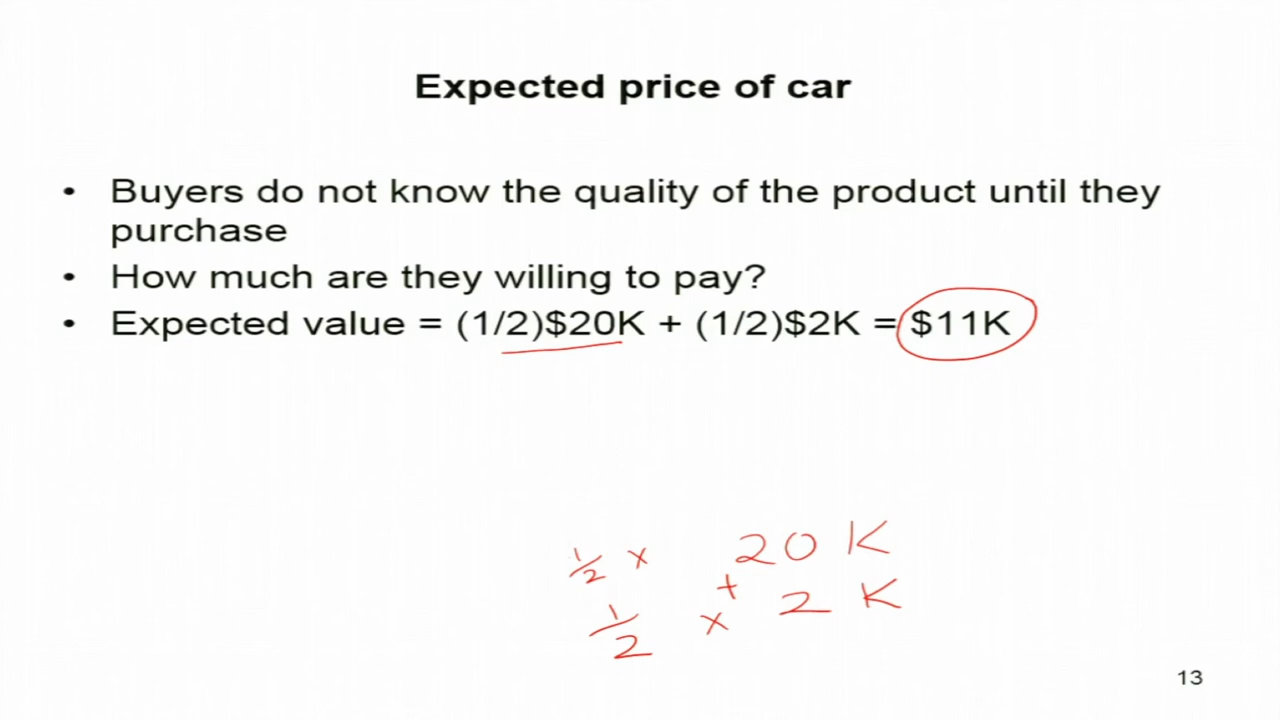 Expected price of car
• Buyers do not know the quality of the product until they
purchase
• How much are they willing to pay?
• Expected value = (1/2)$20K + (1/2)$2K = $11K
1/2 x 20 K
+
1/2 x 2 K
13